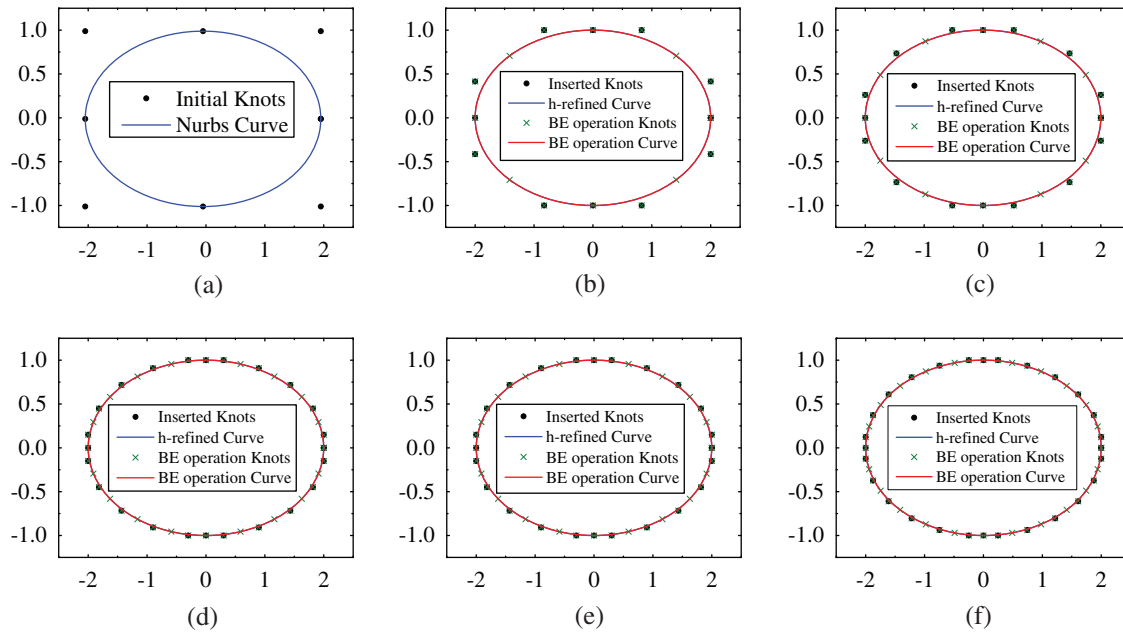 1.0
0.5
0.0
-0.5
-1.0
Initial Knots
Nurbs Curve
-2 -1 0 1 2
(a)
1.0
0.5
0.0
-0.5
-1.0
Inserted Knots
h-refined Curve
BE operation Knots
BE operation Curve
-2 -1 0 1 2
(b)
1.0
0.5
0.0
-0.5
-1.0
Inserted Knots
h-refined Curve
BE operation Knots
BE operation Curve
-2 -1 0 1 2
(c)
1.0
0.5
0.0
-0.5
-1.0
Inserted Knots
h-refined Curve
BE operation Knots
BE operation Curve
-2 -1 0 1 2
(d)
1.0
0.5
0.0
-0.5
-1.0
Inserted Knots
h-refined Curve
BE operation Knots
BE operation Curve
-2 -1 0 1 2
(e)
1.0
0.5
0.0
-0.5
-1.0
Inserted Knots
h-refined Curve
BE operation Knots
BE operation Curve
-2 -1 0 1 2
(f)